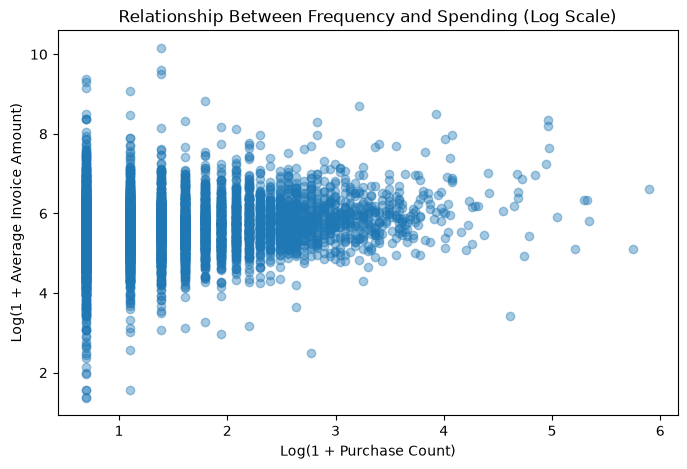 Relationship Between Frequency and Spending (Log Scale)
Log(1 + Average Invoice Amount)
10
8
6
4
2
1 2 3 4 5 6
Log(1 + Purchase Count)